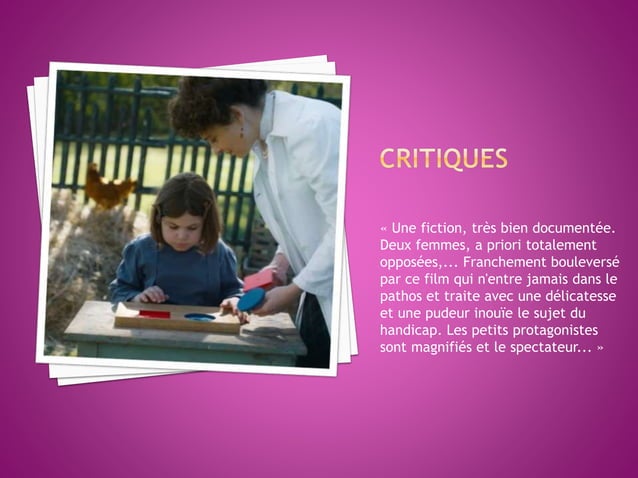 CRITIQUES
« Une fiction, très bien documentée.
Deux femmes, a priori totalement
opposées,... Franchement bouleversé
par ce film qui n'entre jamais dans le
pathos et traite avec une délicatesse
et une pudeur inouïe le sujet du
handicap. Les petits protagonistes
sont magnifiés et le spectateur... »